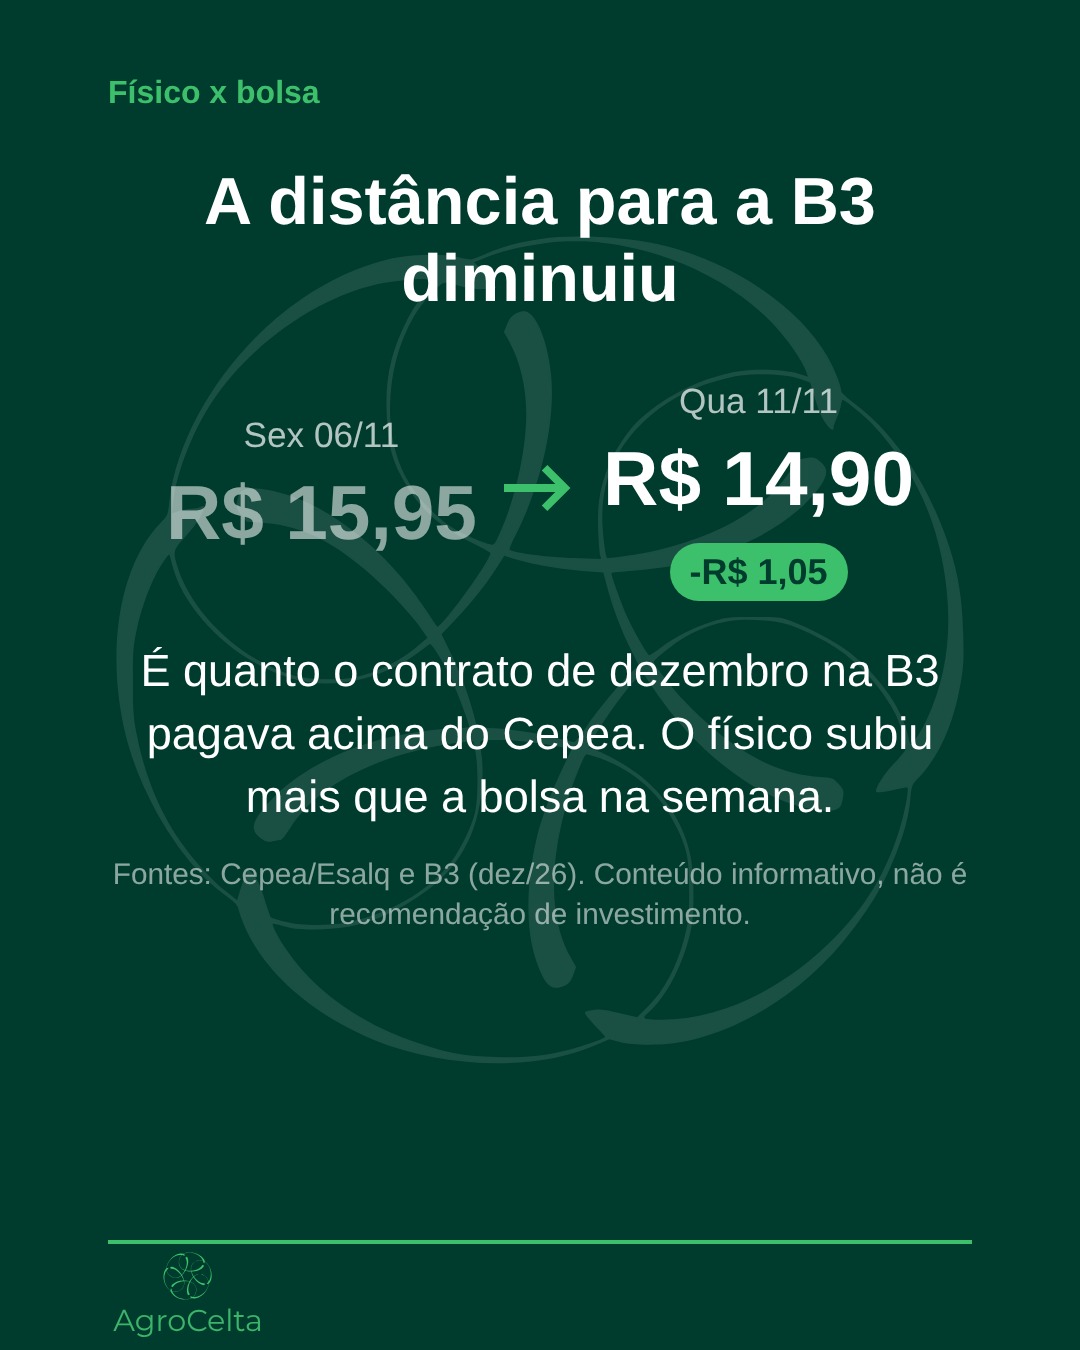 Físico x bolsa
A distância para a B3
diminuiu
Sex 06/11
R$ 15,95
Qua 11/11
R$ 14,90
-R$ 1,05
É quanto o contrato de dezembro na B3
pagava acima do Cepea. O físico subiu
mais que a bolsa na semana.
Fontes: Cepea/Esalq e B3 (dez/26). Conteúdo informativo, não é
recomendação de investimento.
AgroCelta